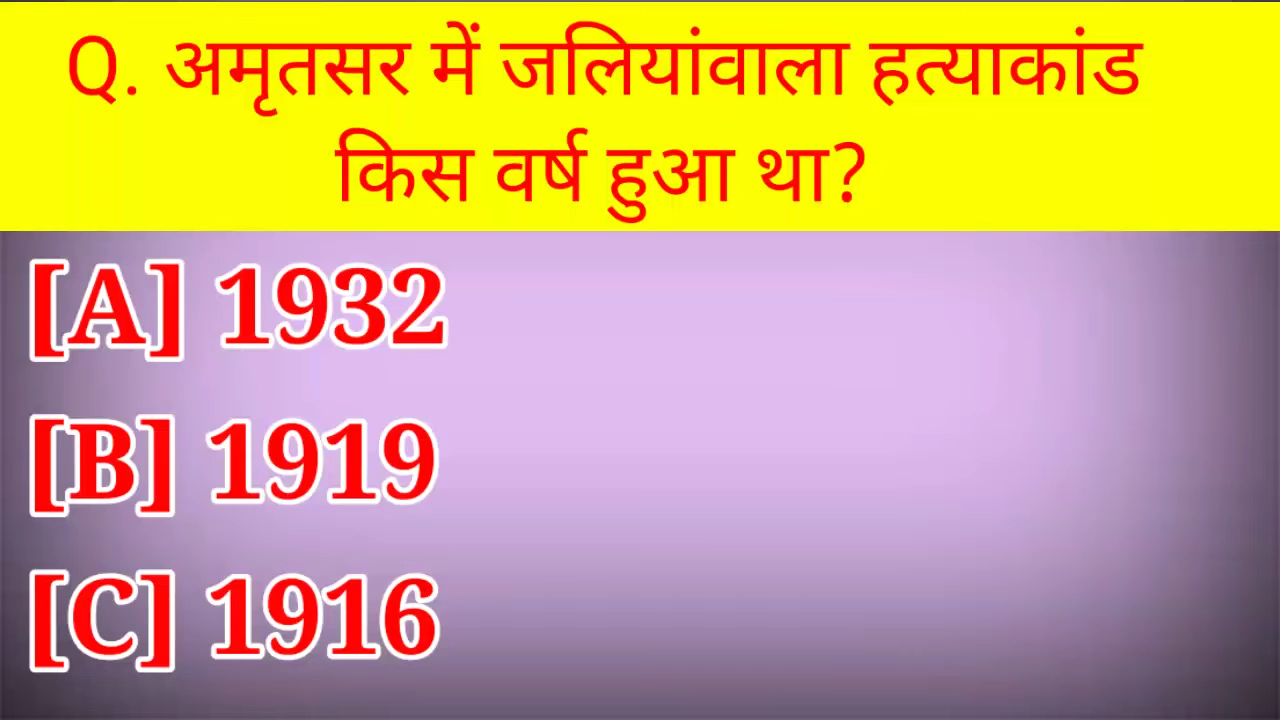 Q. अमृतसर में जलियांवाला हत्याकांड
किस वर्ष हुआ था?
[A] 1932
[B] 1919
[C] 1916